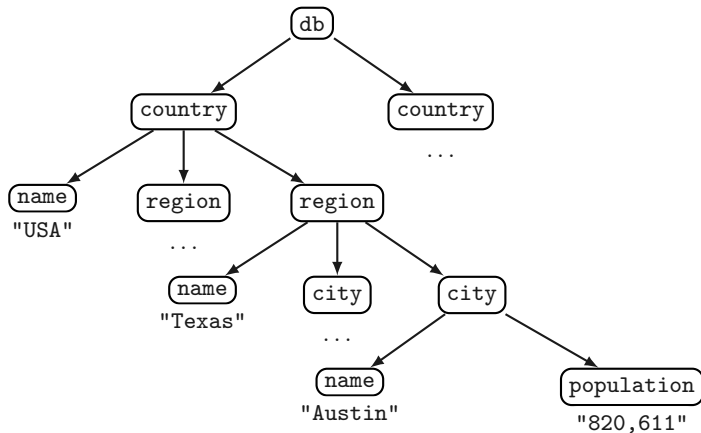 db
country country
...
name region region
"USA" ...
name city city
"Texas" ...
name population
"Austin" "820,611"